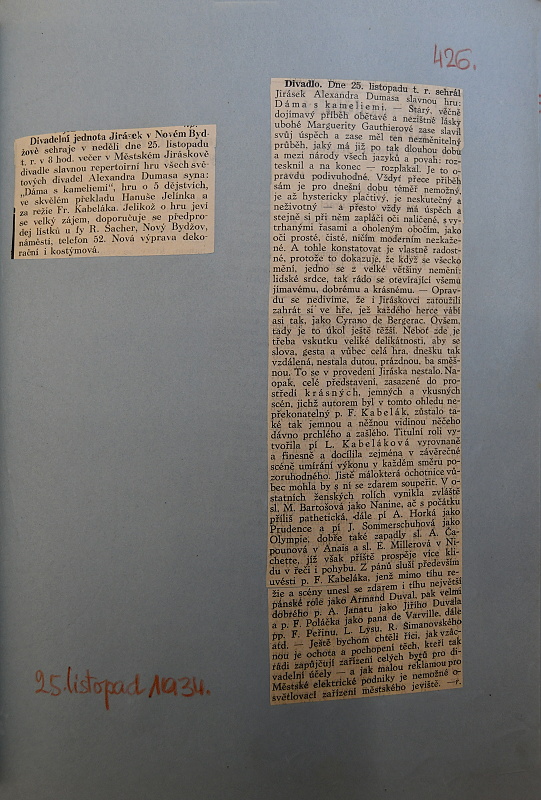 426.
Divadelní jednota Jirásek v Novém Byd-
žově sehraje v neděli dne 25. listopadu
t. r. v 8 hod. večer v Městském Jiráskově
divadle slavnou repertoirní hru všech svě-
tových divadel Alexandra Dumasa syna:
„Dáma s kameliemi“, hru o 5 dějstvích,
ve skvělém překladu Hanuše Jelínka a
za režie Fr. Kabeláka. Jelikož o hru jeví
se velký zájem, doporučuje se předpro-
dej lístků u fy R. Sacher, Nový Bydžov,
náměstí, telefon 52. Nová výprava deko-
rační i kostýmová.
25. listopad 1934.
Divadlo. Dne 25. listopadu t. r. sehrál
Jirásek Alexandra Dumasa slavnou hru:
Dáma s kameliemi. — Starý, věčně
dojímavý příběh obětavé a nezištné lásky
ubohé Marguerity Gauthierové zase slavil
svůj úspěch a zase měl ten nezměnitelný
průběh, jaký má již po tak dlouhou dobu
a mezi národy všech jazyků a povah: roz-
tesknil a na konec — rozplakal. Je to o-
pravdu podivuhodné. Vždyť přece příběh
sám je pro dnešní dobu téměř nemožný,
je až hystericky plačtivý, je neskutečný a
neživotný — a přesto vždy má úspěch a
stejně si při něm zapláčí oči nalíčené, s vy-
trhanými řasami a oholeným obočím, jako
oči prosté, čisté, ničím moderním nezkaže-
né. A tohle konstatovat je vlastně radost-
né, protože to dokazuje, že když se všecko
mění, jedno se z velké většiny nemění:
lidské srdce, tak rádo se otevírající všemu
jímavému, dobrému a krásnému. — Oprav-
du se nedivíme, že i Jiráskovci zatoužili
zahrát si ve hře, jež každého herce vábí
asi tak, jako Cyrano de Bergerac. Ovšem,
tady je to úkol ještě těžší. Neboť zde je
třeba vskutku veliké delikátnosti, aby se
slova, gesta a vůbec celá hra, dnešku tak
vzdálená, nestala dutou, prázdnou, ba směš-
nou. To se v provedení Jiráska nestalo. Na-
opak, celé představení, zasazené do pro-
středí krásných, jemných a vkusných
scén, jichž autorem byl v tomto ohledu ne-
překonatelný p. F. Kabelák, zůstalo ta-
ké tak jemnou a něžnou vidinou něčeho
dávno prchlého a zašlého. Titulní roli vy-
tvořila pí L. Kabeláková vyrovnaně
a finesně a docílila zejména v závěrečné
scéně umírání výkonu v každém směru po-
zoruhodného. Jistě málokterá ochotnice vů-
bec mohla by s ní se zdarem soupeřit. V o-
statních ženských rolích vynikla zvláště
sl. M. Bartošová jako Nanine, ač s počátku
příliš pathetická, dále pí A. Horká jako
Prudence a pí J. Sommerschuhová jako
Olympie, dobře také zapadly sl. A. Ča-
pounová v Anais a sl. E. Millerová v Ni-
chette, jíž však příště prospěje více kli-
du v řeči i pohybu. Z pánů sluší především
uvésti p. F. Kabeláka, jenž mimo tíhu re-
žie a scény unesl se zdarem i tíhu největší
pánské role jako Armand Duval, pak velmi
dobrého p. A. Janatu jako Jiřího Duvala
a p. F. Poláčka jako pana de Varville, dále
pp. F. Peřinu, L. Lysu, R. Šimanovského
atd. — Ještě bychom chtěli říci, jak vzác-
nou je ochota a pochopení těch, kteří tak
rádi zapůjčují zařízení celých bytů pro di-
vadelní účely — a jak malou reklamou pro
Městské elektrické podniky je nemožné o-
světlovací zařízení městského jeviště. —r.